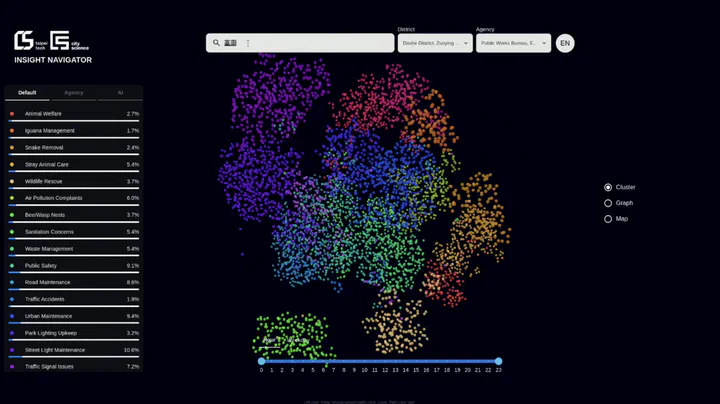 taipei tech city science
INSIGHT NAVIGATOR
District
Daxhe District, Zuoying ...
Agency
Public Works Bureau, E...
EN
Default Agency AI
Animal Welfare 2.7%
Iguana Management 1.7%
Snake Removal 2.4%
Stray Animal Care 5.4%
Wildlife Rescue 3.7%
Air Pollution Complaints 6.0%
Bee/Wasp Nests 3.7%
Sanitation Concerns 5.4%
Waste Management 5.4%
Public Safety 9.1%
Road Maintenance 8.6%
Traffic Accidents 1.8%
Urban Maintenance 9.4%
Park Lighting Upkeep 3.2%
Street Light Maintenance 10.6%
Traffic Signal Issues 7.2%
Cluster
Graph
Map
0 1 2 3 4 5 6 7 8 9 10 11 12 13 14 15 16 17 18 19 20 21 22 23